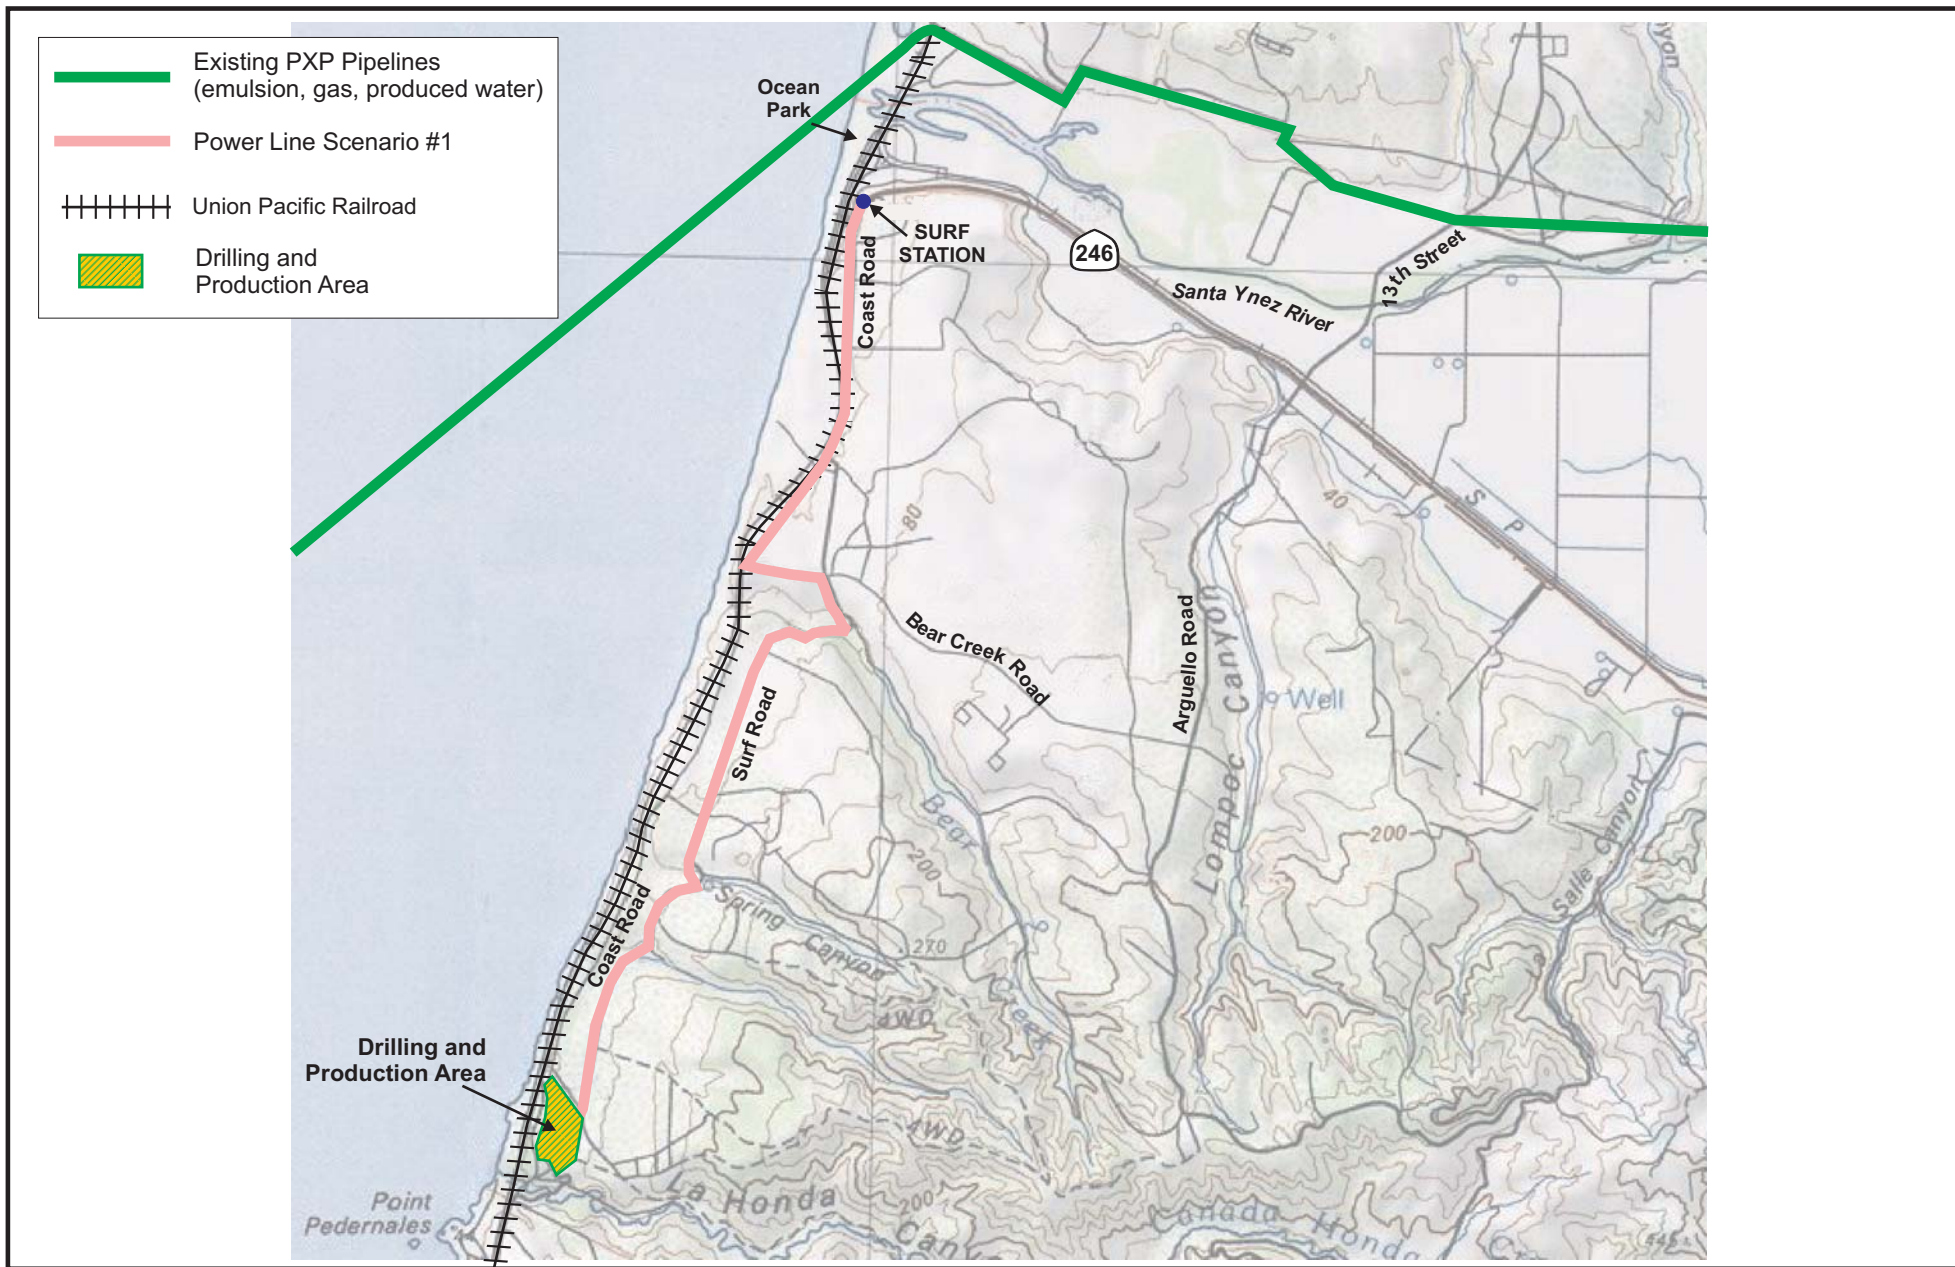 Existing PXP Pipelines
(emulsion, gas, produced water)
Power Line Scenario #1
Union Pacific Railroad
Drilling and
Production Area
yon
Ocean
Park
SURF
STATION
246
Coast Road
13th Street
Santa Ynez River
S P
40
80
Bear Creek Road
Arguello Road
Lompoc Canyon
Well
Surf Road
200
Salle Canyon
Bear Creek
200
Spring Canyon
270
Coast Road
4WD
Drilling and
Production Area
4WD
La Honda
Point
Pedernales
200
Canada Honda